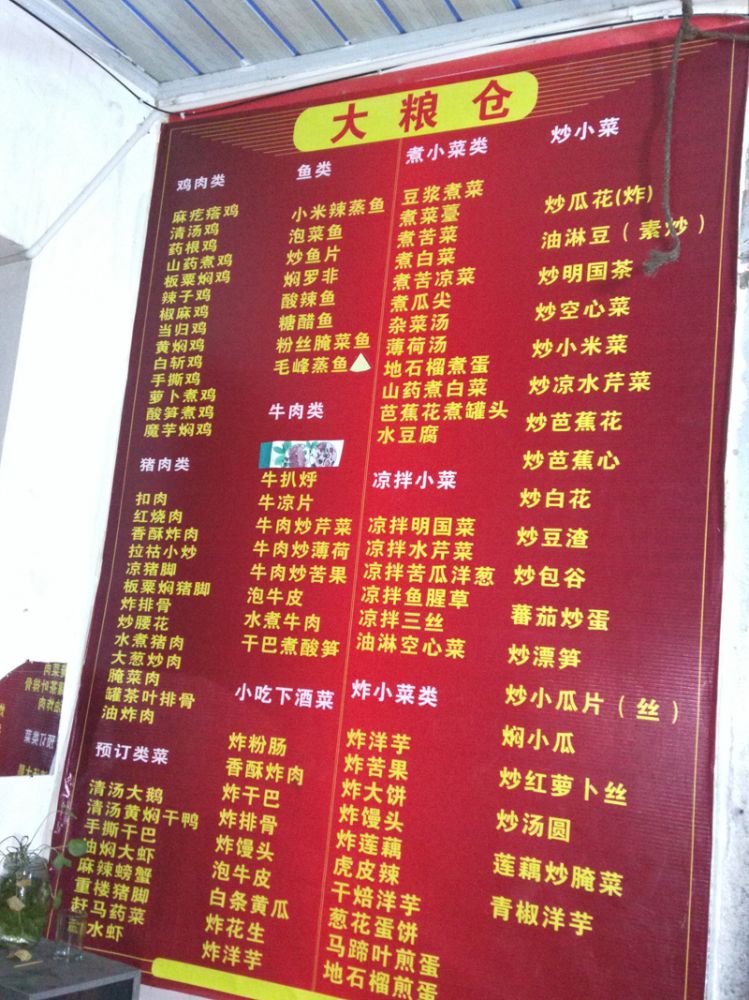 大粮仓
鸡肉类
麻疙瘩鸡
清汤鸡
药根鸡
山药煮鸡
板粟焖鸡
辣子鸡
椒麻鸡
当归鸡
黄焖鸡
白斩鸡
手撕鸡
萝卜煮鸡
酸笋煮鸡
魔芋焖鸡
猪肉类
扣肉
红烧肉
香酥炸肉
拉祜小炒
凉猪脚
板粟焖猪脚
炸排骨
炒腰花
水煮猪肉
大葱炒肉
腌菜肉
罐茶叶排骨
油炸肉
预订类菜
清汤大鹅
清汤黄焖干鸭
手撕干巴
油焖大虾
麻辣螃蟹
重楼猪脚
赶马药菜
水虾
鱼类
小米辣蒸鱼
泡菜鱼
炒鱼片
焖罗非
酸辣鱼
糖醋鱼
粉丝腌菜鱼
毛峰蒸鱼
牛肉类
牛扒烀
牛凉片
牛肉炒芹菜
牛肉炒薄荷
牛肉炒苦果
泡牛皮
水煮牛肉
干巴煮酸笋
小吃下酒菜
炸粉肠
香酥炸肉
炸干巴
炸排骨
炸馒头
泡牛皮
白条黄瓜
炸花生
炸洋芋
煮小菜类
豆浆煮菜
煮菜薹
煮苦菜
煮白菜
煮苦凉菜
煮瓜尖
杂菜汤
薄荷汤
地石榴煮蛋
山药煮白菜
芭蕉花煮罐头
水豆腐
凉拌小菜
凉拌明国菜
凉拌水芹菜
凉拌苦瓜洋葱
凉拌鱼腥草
凉拌三丝
油淋空心菜
炸小菜类
炸洋芋
炸苦果
炸大饼
炸馒头
炸莲藕
虎皮辣
干焙洋芋
葱花蛋饼
马蹄叶煎蛋
地石榴煎蛋
炒小菜
炒瓜花(炸)
油淋豆（素炒）
炒明国茶
炒空心菜
炒小米菜
炒凉水芹菜
炒芭蕉花
炒芭蕉心
炒白花
炒豆渣
炒包谷
蕃茄炒蛋
炒漂笋
炒小瓜片（丝）
焖小瓜
炒红萝卜丝
炒汤圆
莲藕炒腌菜
青椒洋芋